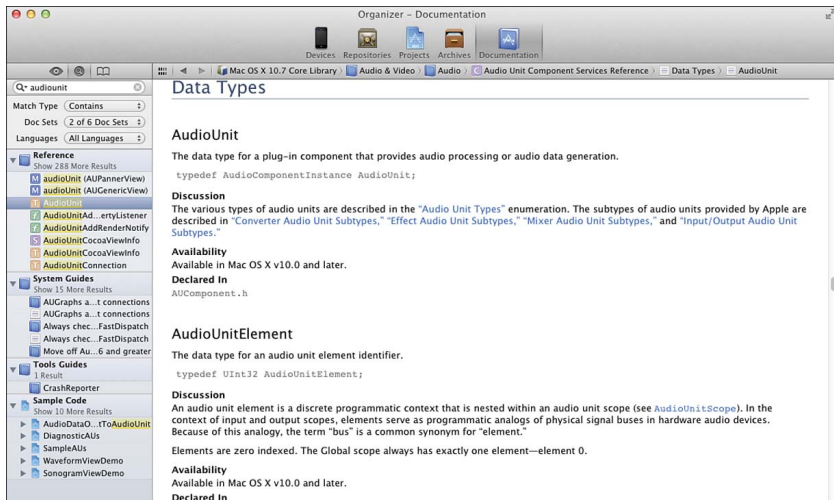 Organizer – Documentation
Devices Repositories Projects Archives Documentation
Mac OS X 10.7 Core Library Audio & Video Audio Audio Unit Component Services Reference Data Types AudioUnit
audiounit
Match Type Contains
Doc Sets 2 of 6 Doc Sets
Languages All Languages
Reference
Show 288 More Results
audioUnit (AUPannerView)
audioUnit (AUGenericView)
AudioUnit
AudioUnitAd...ertyListener
AudioUnitAddRenderNotify
AudioUnitCocoaViewInfo
AudioUnitCocoaViewInfo
AudioUnitConnection
System Guides
Show 15 More Results
AUGraphs a...t connections
AUGraphs a...t connections
Always chec...FastDispatch
Always chec...FastDispatch
Move off Au...6 and greater
Tools Guides
1 Result
CrashReporter
Sample Code
Show 10 More Results
AudioDataO...tToAudioUnit
DiagnosticAUs
SampleAUs
WaveformViewDemo
SonogramViewDemo
Data Types
AudioUnit
The data type for a plug-in component that provides audio processing or audio data generation.
typedef AudioComponentInstance AudioUnit;
Discussion
The various types of audio units are described in the “Audio Unit Types” enumeration. The subtypes of audio units provided by Apple are
described in “Converter Audio Unit Subtypes,” “Effect Audio Unit Subtypes,” “Mixer Audio Unit Subtypes,” and “Input/Output Audio Unit
Subtypes.”
Availability
Available in Mac OS X v10.0 and later.
Declared In
AUComponent.h
AudioUnitElement
The data type for an audio unit element identifier.
typedef UInt32 AudioUnitElement;
Discussion
An audio unit element is a discrete programmatic context that is nested within an audio unit scope (see AudioUnitScope). In the
context of input and output scopes, elements serve as programmatic analogs of physical signal buses in hardware audio devices.
Because of this analogy, the term “bus” is a common synonym for “element.”
Elements are zero indexed. The Global scope always has exactly one element—element 0.
Availability
Available in Mac OS X v10.0 and later.
Declared In